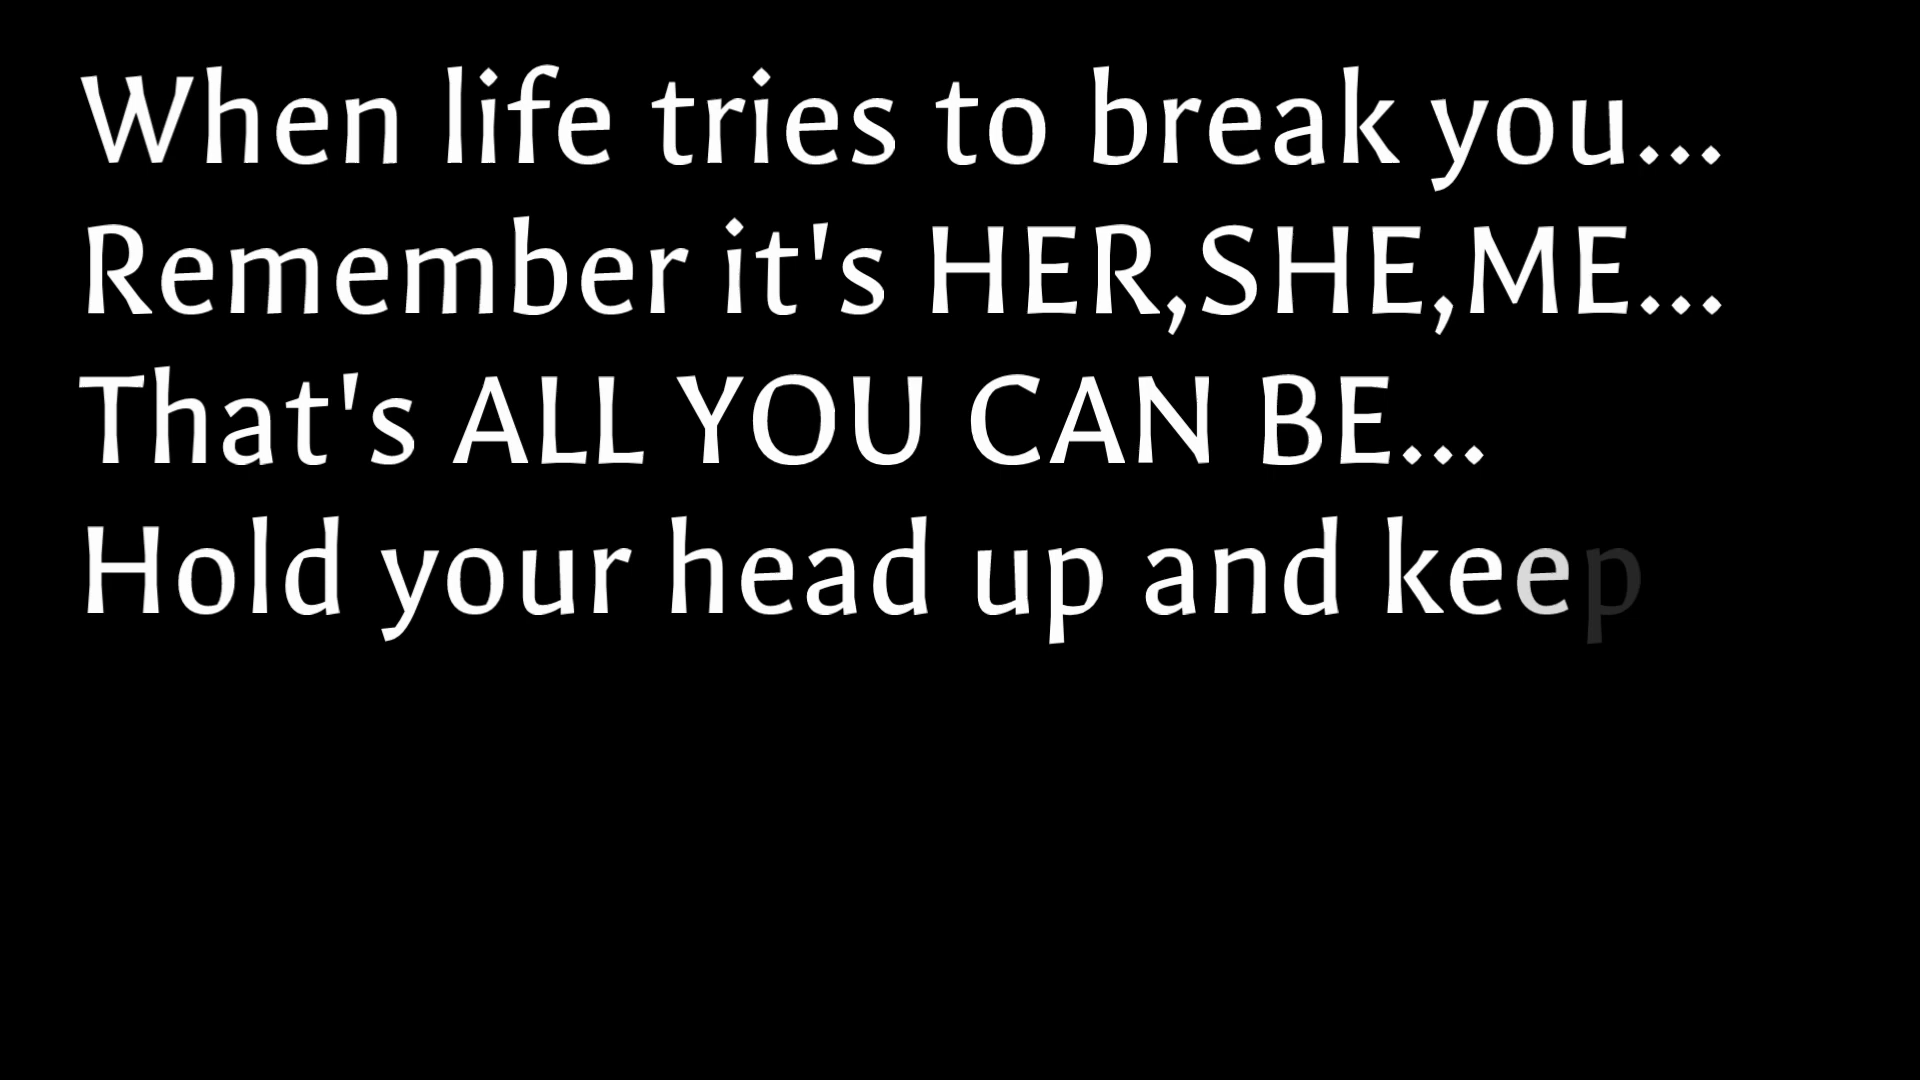 When life tries to break you...
Remember it's HER,SHE,ME...
That's ALL YOU CAN BE...
Hold your head up and keep